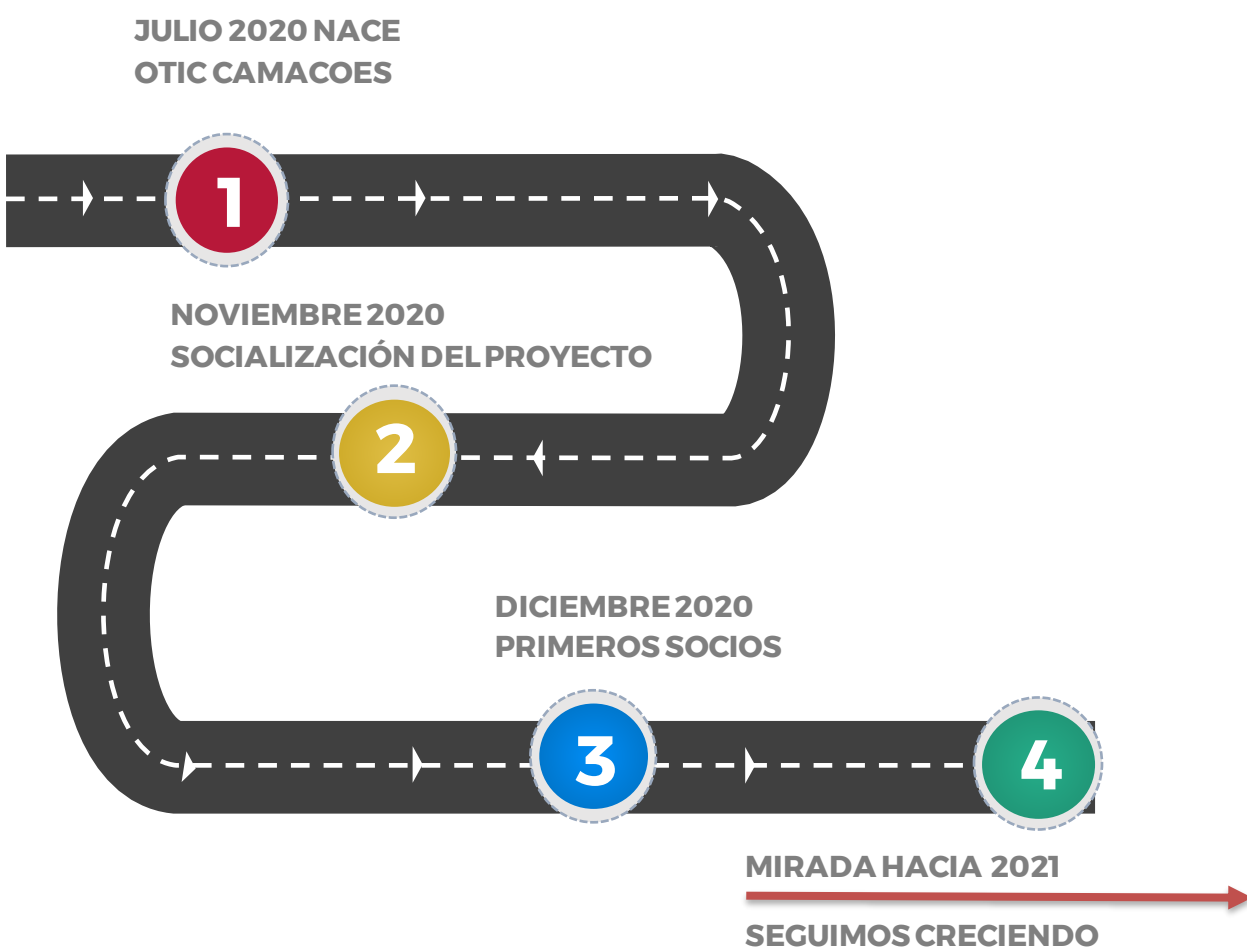 JULIO 2020 NACE
OTIC CAMACOES
1
NOVIEMBRE 2020
SOCIALIZACIÓN DEL PROYECTO
2
DICIEMBRE 2020
PRIMEROS SOCIOS
3
4
MIRADA HACIA 2021
SEGUIMOS CRECIENDO